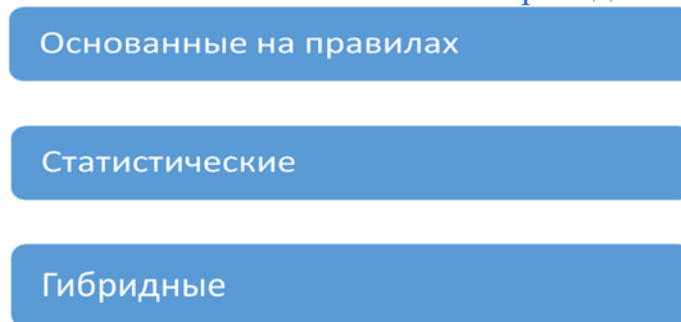 Основанные на правилах
Статистические
Гибридные